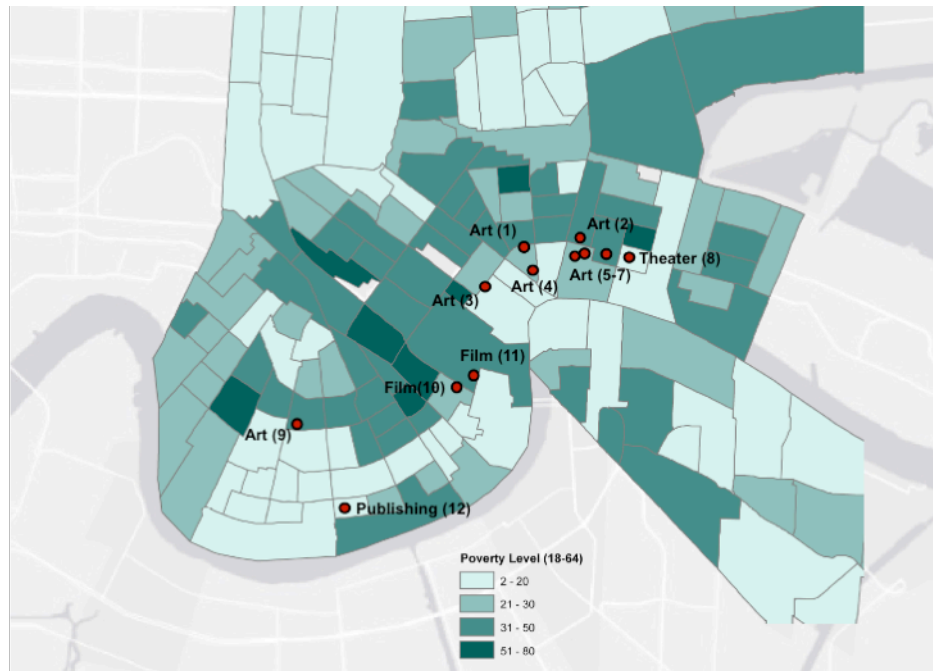 Art (1)
Art (2)
Theater (8)
Art (5-7)
Art (4)
Art (3)
Film (11)
Film(10)
Art (9)
Publishing (12)
Poverty Level (18-64)
2 - 20
21 - 30
31 - 50
51 - 80